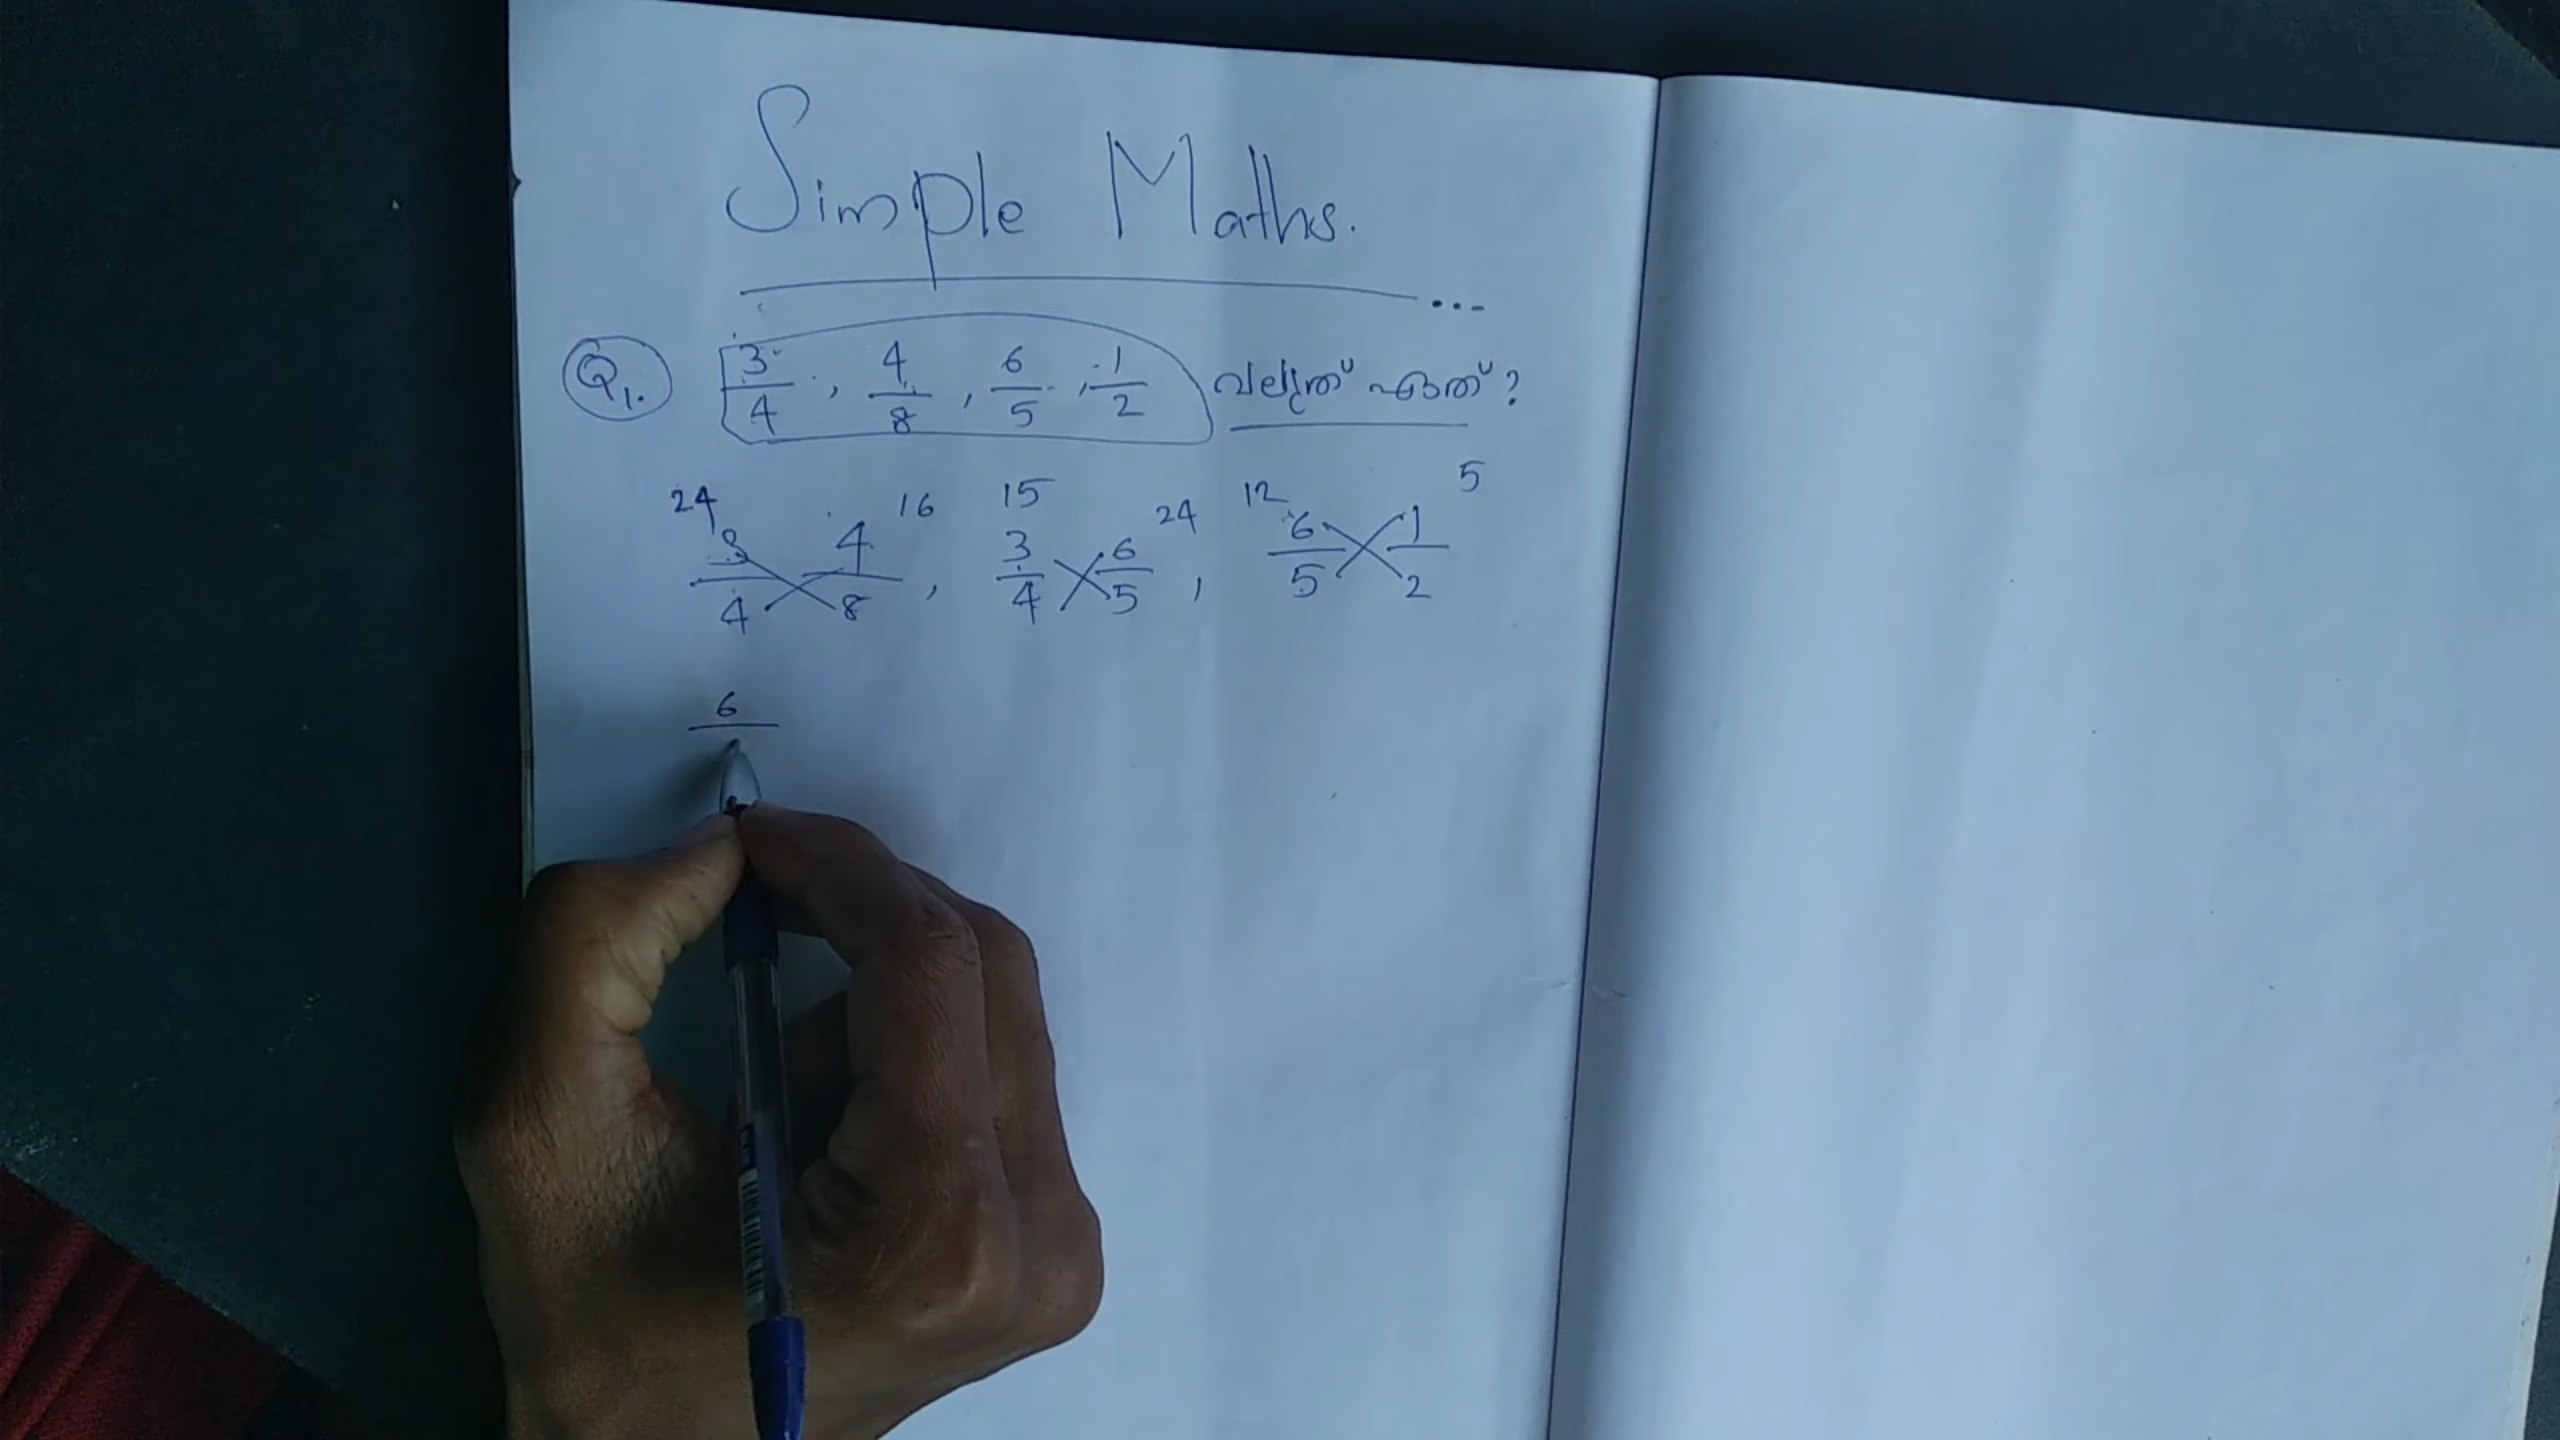 Simple Maths.
...
Q1. 3/4 , 4/8 , 6/5 , 1/2 വലുത് ഏത് ?
24 3/4 4/8 16 , 15 3/4 6/5 24 , 12 6/5 1/2 5
6/